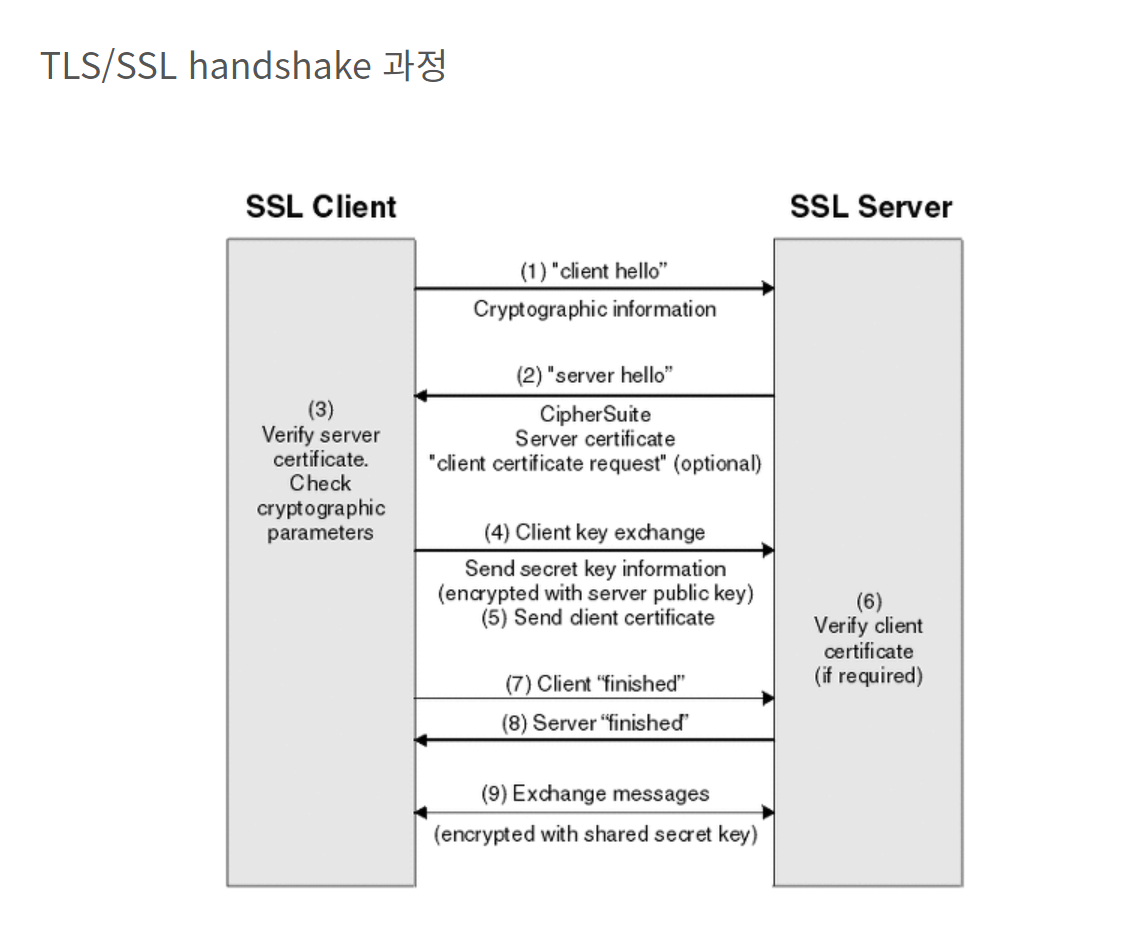 TLS/SSL handshake 과정
SSL Client
SSL Server
(1) "client hello”
Cryptographic information
(2) "server hello”
CipherSuite
Server certificate
"client certificate request" (optional)
(3)
Verify server
certificate.
Check
cryptographic
parameters
(4) Client key exchange
Send secret key information
(encrypted with server public key)
(5) Send client certificate
(6)
Verify client
certificate
(if required)
(7) Client “finished”
(8) Server “finished”
(9) Exchange messages
(encrypted with shared secret key)